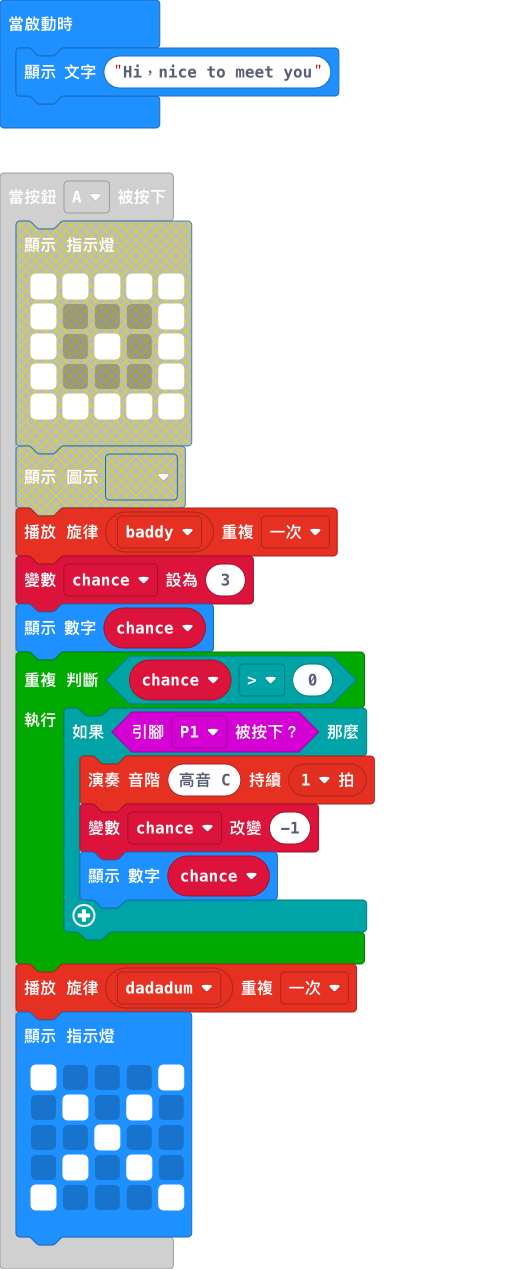 當啟動時
顯示 文字 "Hi，nice to meet you"
當按鈕 A 被按下
顯示 指示燈
顯示 圖示
播放 旋律 baddy 重複 一次
變數 chance 設為 3
顯示 數字 chance
重複 判斷 chance > 0
執行
如果 引腳 P1 被按下？ 那麼
演奏 音階 高音 C 持續 1 拍
變數 chance 改變 -1
顯示 數字 chance
播放 旋律 dadadum 重複 一次
顯示 指示燈